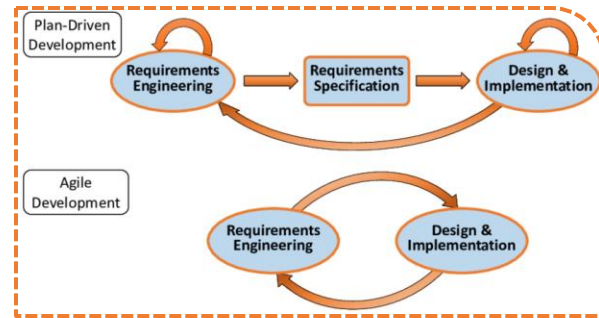 Plan-Driven
Development
Requirements
Engineering
Requirements
Specification
Design &
Implementation
Agile
Development
Requirements
Engineering
Design &
Implementation